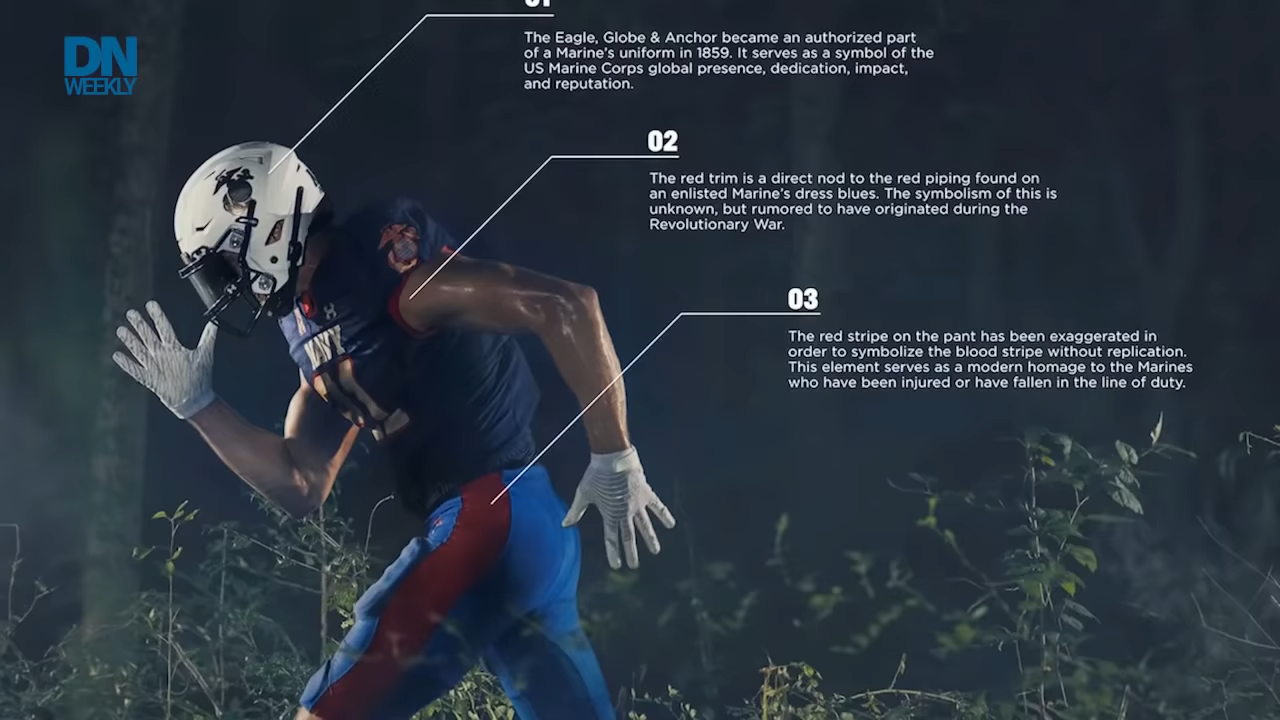 DN
WEEKLY
01
The Eagle, Globe & Anchor became an authorized part
of a Marine's uniform in 1859. It serves as a symbol of the
US Marine Corps global presence, dedication, impact,
and reputation.
02
The red trim is a direct nod to the red piping found on
an enlisted Marine's dress blues. The symbolism of this is
unknown, but rumored to have originated during the
Revolutionary War.
03
The red stripe on the pant has been exaggerated in
order to symbolize the blood stripe without replication.
This element serves as a modern homage to the Marines
who have been injured or have fallen in the line of duty.
NAVY